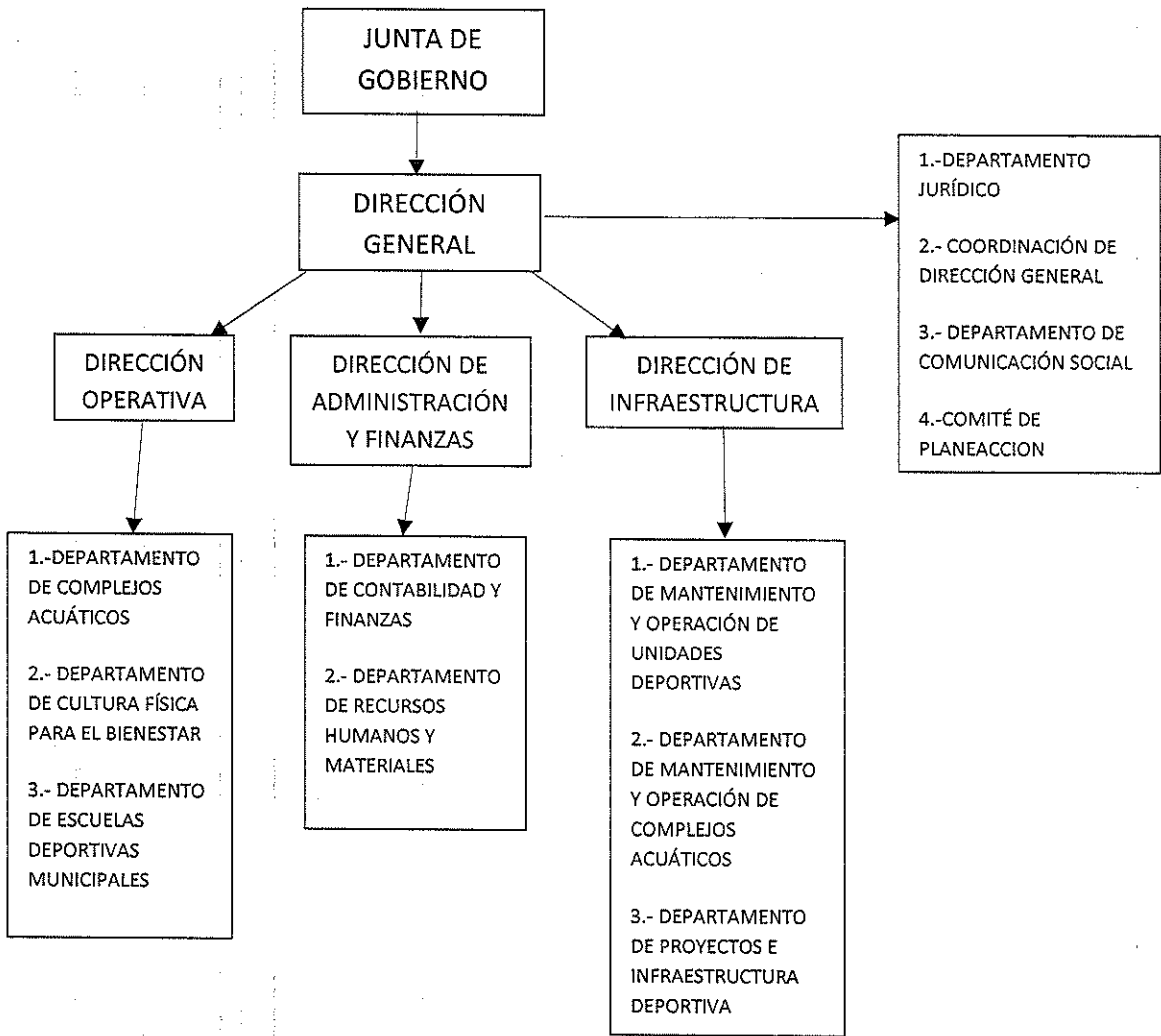 JUNTA DE
GOBIERNO
DIRECCIÓN
GENERAL
1.-DEPARTAMENTO
JURÍDICO
2.- COORDINACIÓN DE
DIRECCIÓN GENERAL
3.- DEPARTAMENTO DE
COMUNICACIÓN SOCIAL
4.-COMITÉ DE
PLANEACCION
DIRECCIÓN
OPERATIVA
DIRECCIÓN DE
ADMINISTRACIÓN
Y FINANZAS
DIRECCIÓN DE
INFRAESTRUCTURA
1.-DEPARTAMENTO
DE COMPLEJOS
ACUÁTICOS
2.- DEPARTAMENTO
DE CULTURA FÍSICA
PARA EL BIENESTAR
3.- DEPARTAMENTO
DE ESCUELAS
DEPORTIVAS
MUNICIPALES
1.- DEPARTAMENTO
DE CONTABILIDAD Y
FINANZAS
2.- DEPARTAMENTO
DE RECURSOS
HUMANOS Y
MATERIALES
1.- DEPARTAMENTO
DE MANTENIMIENTO
Y OPERACIÓN DE
UNIDADES
DEPORTIVAS
2.- DEPARTAMENTO
DE MANTENIMIENTO
Y OPERACIÓN DE
COMPLEJOS
ACUÁTICOS
3.- DEPARTAMENTO
DE PROYECTOS E
INFRAESTRUCTURA
DEPORTIVA